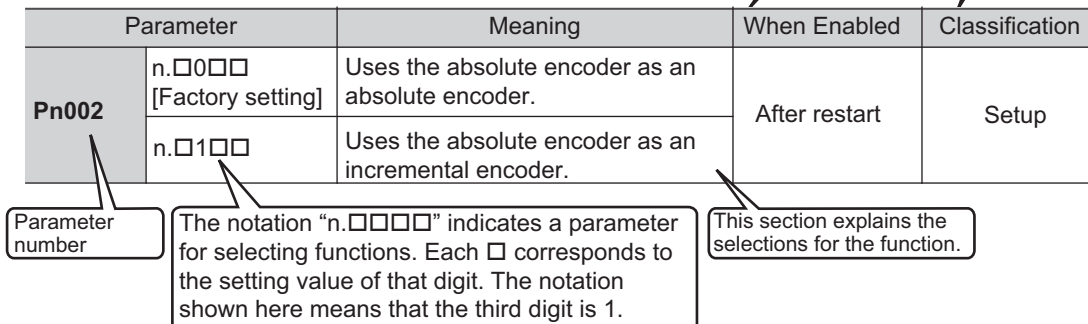 Parameter Meaning When Enabled Classification
Pn002
n.□0□□
[Factory setting]
Uses the absolute encoder as an
absolute encoder.
n.□1□□
Uses the absolute encoder as an
incremental encoder.
After restart
Setup
Parameter
number
The notation “n.□□□□” indicates a parameter
for selecting functions. Each □ corresponds to
the setting value of that digit. The notation
shown here means that the third digit is 1.
This section explains the
selections for the function.